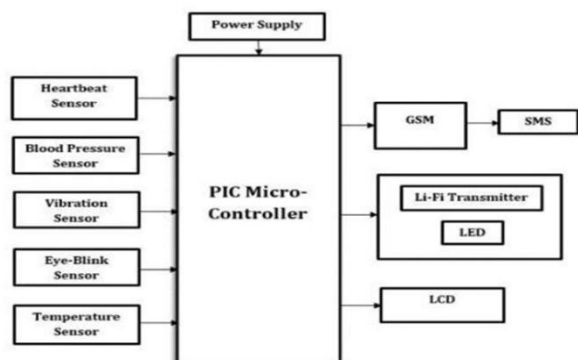 Power Supply
Heartbeat
Sensor
Blood Pressure
Sensor
Vibration
Sensor
Eye-Blink
Sensor
Temperature
Sensor
PIC Micro-
Controller
GSM
SMS
Li-Fi Transmitter
LED
LCD